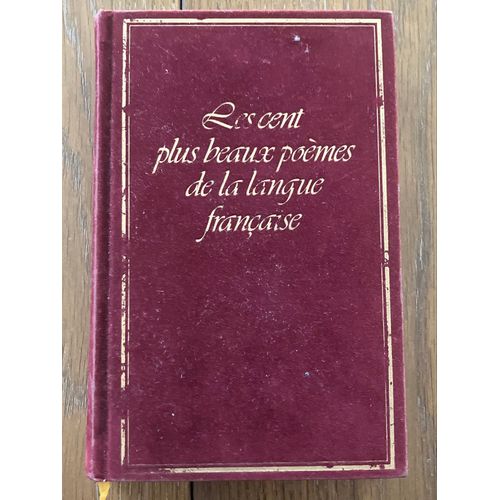 Les cent
plus beaux poèmes
de la langue
française